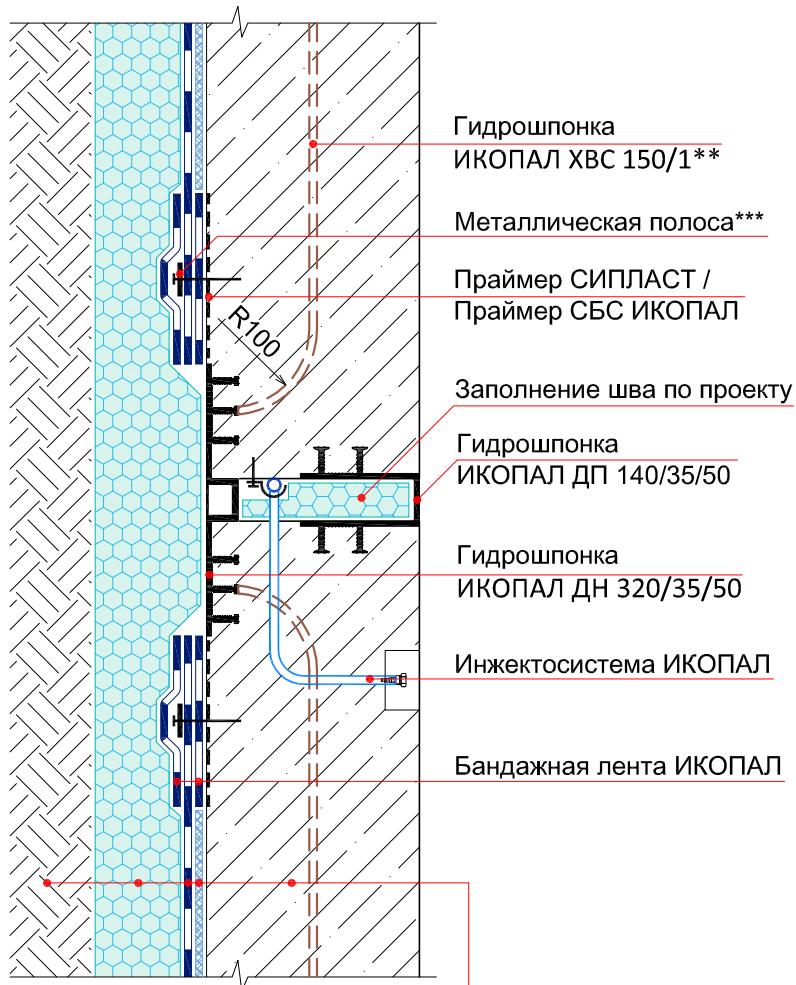 Гидрошпонка
ИКОПАЛ ХВС 150/1**
Металлическая полоса***
Праймер СИПЛАСТ /
Праймер СБС ИКОПАЛ
R100
Заполнение шва по проекту
Гидрошпонка
ИКОПАЛ ДП 140/35/50
Гидрошпонка
ИКОПАЛ ДН 320/35/50
Инжектосистема ИКОПАЛ
Бандажная лента ИКОПАЛ